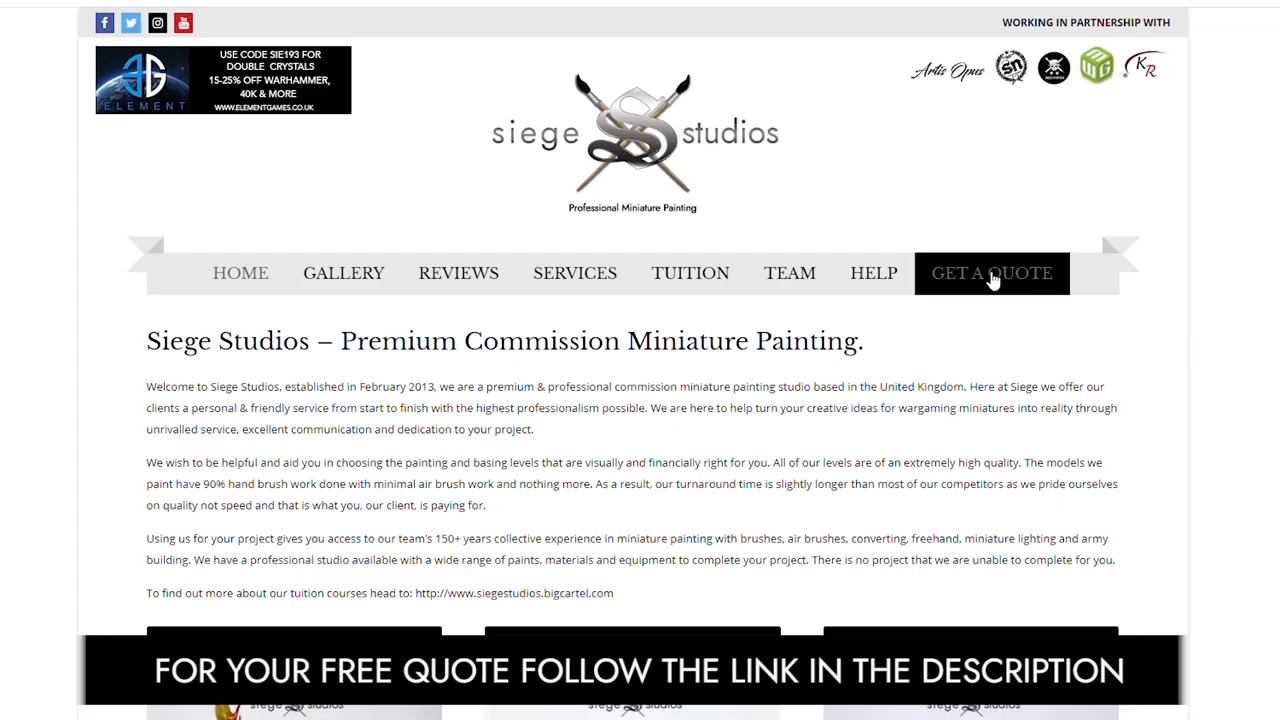 WORKING IN PARTNERSHIP WITH
USE CODE SIE193 FOR
DOUBLE CRYSTALS
15-25% OFF WARHAMMER,
40K & MORE
WWW.ELEMENTGAMES.CO.UK
ELEMENT
Artis Opus
SN
MWG
KR
siege S studios
Professional Miniature Painting
HOME GALLERY REVIEWS SERVICES TUITION TEAM HELP GET A QUOTE
Siege Studios – Premium Commission Miniature Painting.
Welcome to Siege Studios, established in February 2013, we are a premium & professional commission miniature painting studio based in the United Kingdom. Here at Siege we offer our
clients a personal & friendly service from start to finish with the highest professionalism possible. We are here to help turn your creative ideas for wargaming miniatures into reality through
unrivalled service, excellent communication and dedication to your project.
We wish to be helpful and aid you in choosing the painting and basing levels that are visually and financially right for you. All of our levels are of an extremely high quality. The models we
paint have 90% hand brush work done with minimal air brush work and nothing more. As a result, our turnaround time is slightly longer than most of our competitors as we pride ourselves
on quality not speed and that is what you, our client, is paying for.
Using us for your project gives you access to our team's 150+ years collective experience in miniature painting with brushes, air brushes, converting, freehand, miniature lighting and army
building. We have a professional studio available with a wide range of paints, materials and equipment to complete your project. There is no project that we are unable to complete for you.
To find out more about our tuition courses head to: http://www.siegestudios.bigcartel.com
FOR YOUR FREE QUOTE FOLLOW THE LINK IN THE DESCRIPTION